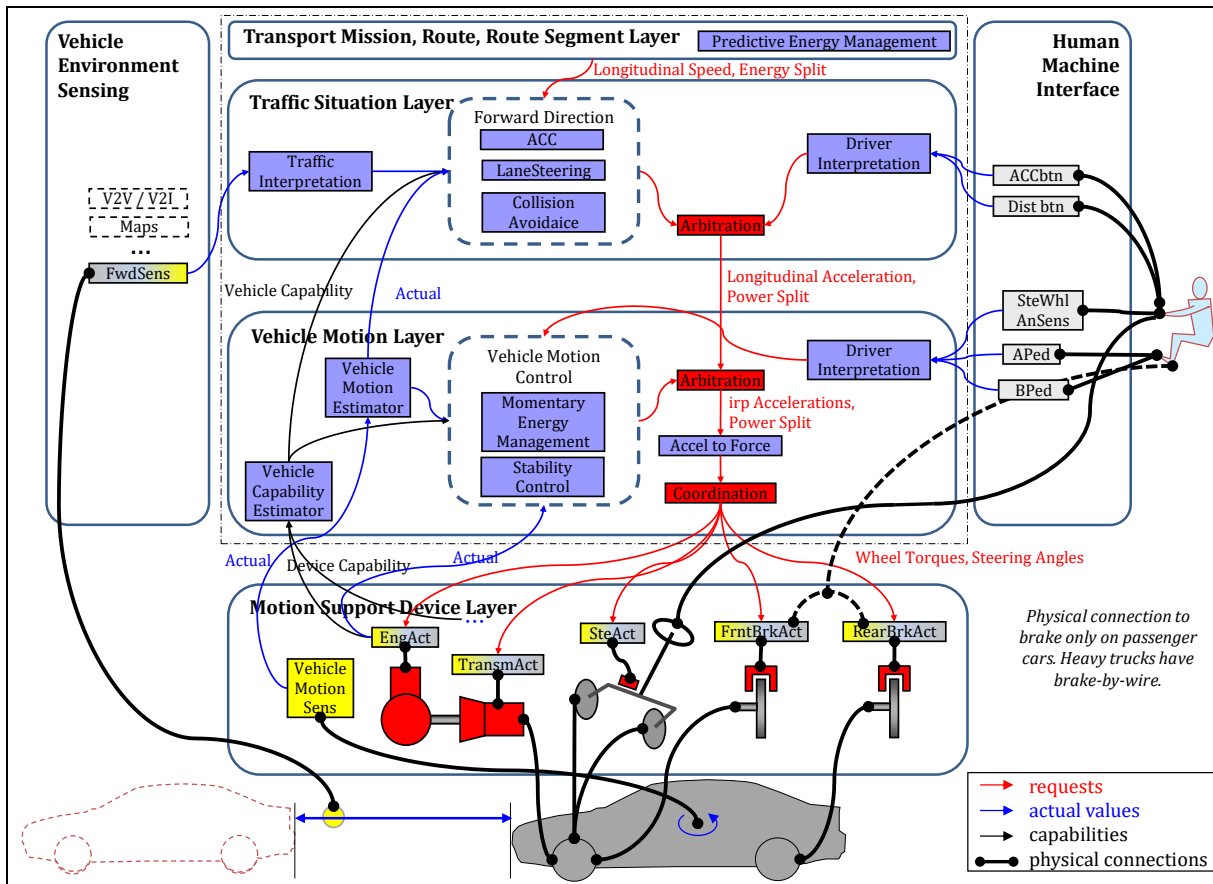 Vehicle
Environment
Sensing
V2V / V2I
Maps
...
FwdSens
Transport Mission, Route, Route Segment Layer
Predictive Energy Management
Longitudinal Speed, Energy Split
Traffic Situation Layer
Traffic
Interpretation
Forward Direction
ACC
LaneSteering
Collision
Avoidaice
Driver
Interpretation
Arbitration
Vehicle Capability
Actual
Longitudinal Acceleration,
Power Split
Human
Machine
Interface
ACCbtn
Dist btn
SteWhl
AnSens
APed
BPed
Vehicle Motion Layer
Vehicle
Motion
Estimator
Vehicle Motion
Control
Momentary
Energy
Management
Stability
Control
Driver
Interpretation
Arbitration
irp Accelerations,
Power Split
Accel to Force
Coordination
Vehicle
Capability
Estimator
Actual
Device Capability
Actual
Wheel Torques, Steering Angles
Motion Support Device Layer
...
EngAct
TransmAct
SteAct
FrntBrkAct
RearBrkAct
Vehicle
Motion
Sens
Physical connection to
brake only on passenger
cars. Heavy trucks have
brake-by-wire.
requests
actual values
capabilities
physical connections